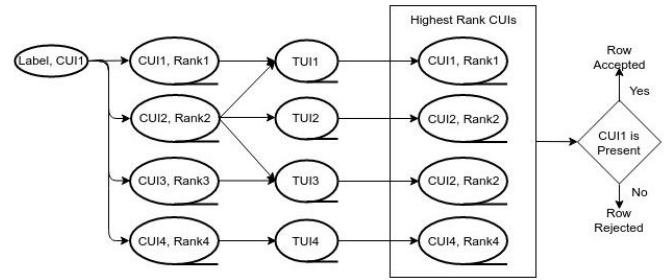 Highest Rank CUIs
Label, CUI1
CUI1, Rank1
TUI1
CUI1, Rank1
CUI2, Rank2
TUI2
CUI2, Rank2
CUI3, Rank3
TUI3
CUI2, Rank2
CUI4, Rank4
TUI4
CUI4, Rank4
Row
Accepted
Yes
CUI1 is
Present
No
Row
Rejected